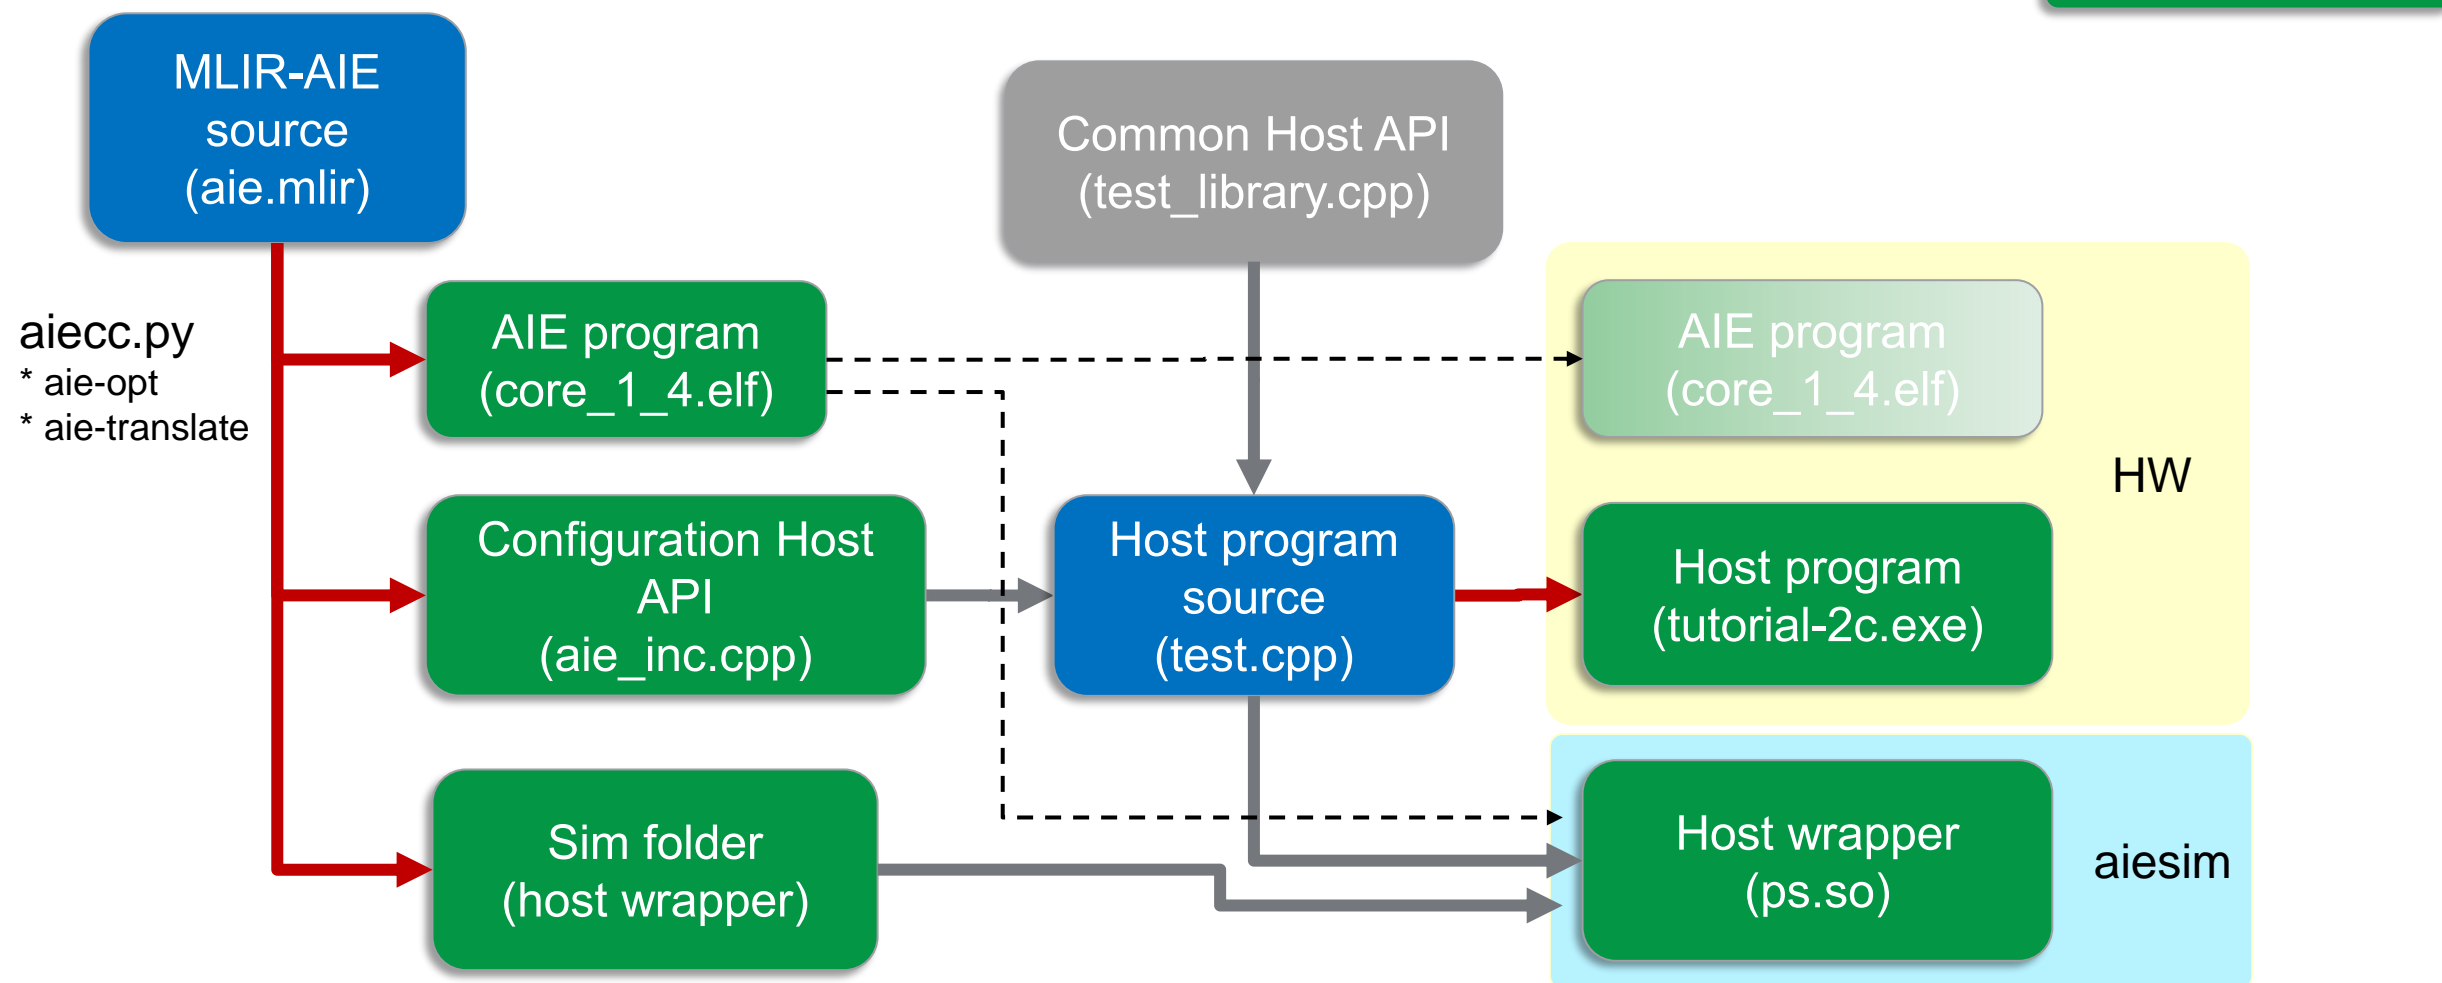 MLIR-AIE
source
(aie.mlir)
Common Host API
(test_library.cpp)
aiecc.py
* aie-opt
* aie-translate
AIE program
(core_1_4.elf)
AIE program
(core_1_4.elf)
HW
Configuration Host
API
(aie_inc.cpp)
Host program
source
(test.cpp)
Host program
(tutorial-2c.exe)
Sim folder
(host wrapper)
Host wrapper
(ps.so)
aiesim